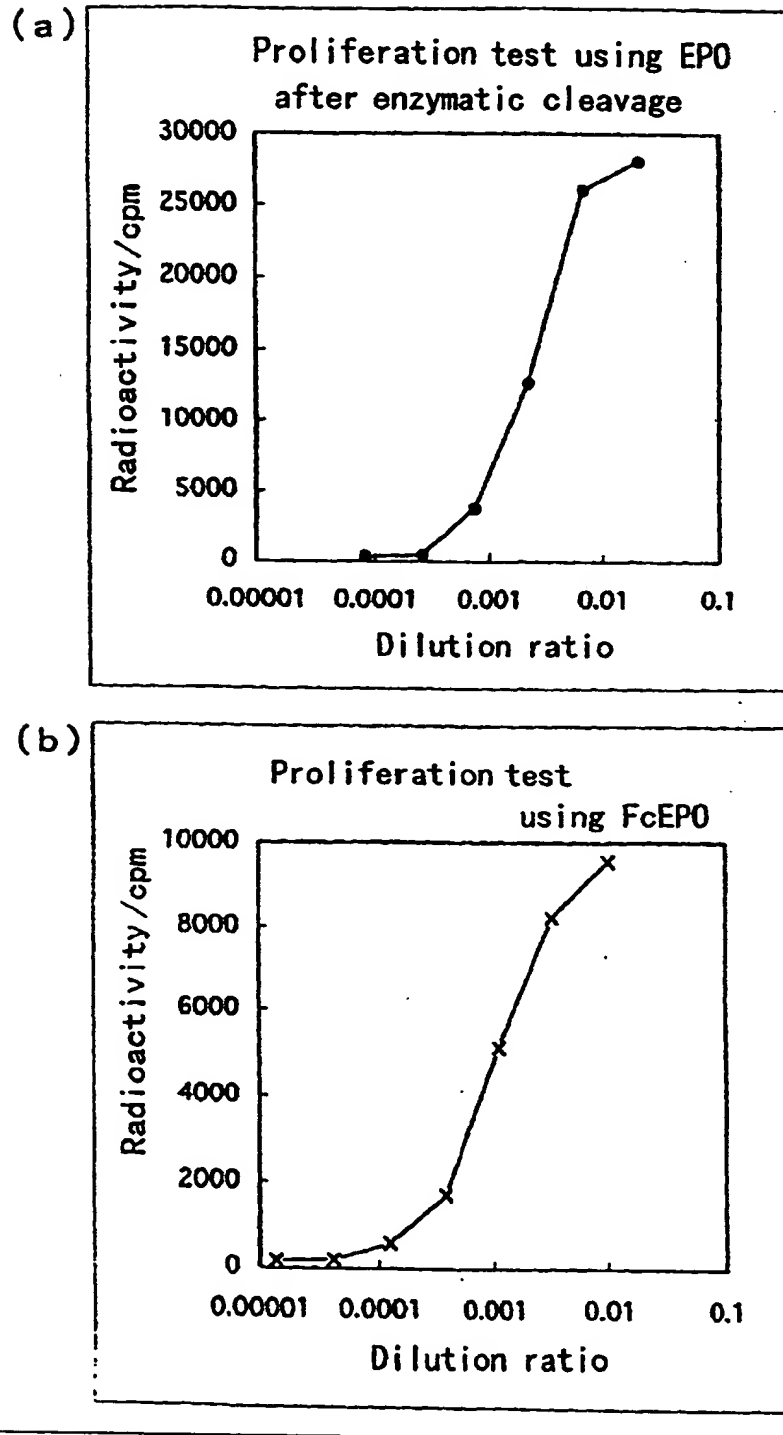 (a)
Proliferation test using EPO
after enzymatic cleavage
30000
25000
20000
15000
10000
5000
0
Radioactivity/cpm
0.00001 0.0001 0.001 0.01 0.1
Dilution ratio
(b)
Proliferation test
using FcEPO
10000
8000
6000
4000
2000
0
Radioactivity/cpm
0.00001 0.0001 0.001 0.01 0.1
Dilution ratio